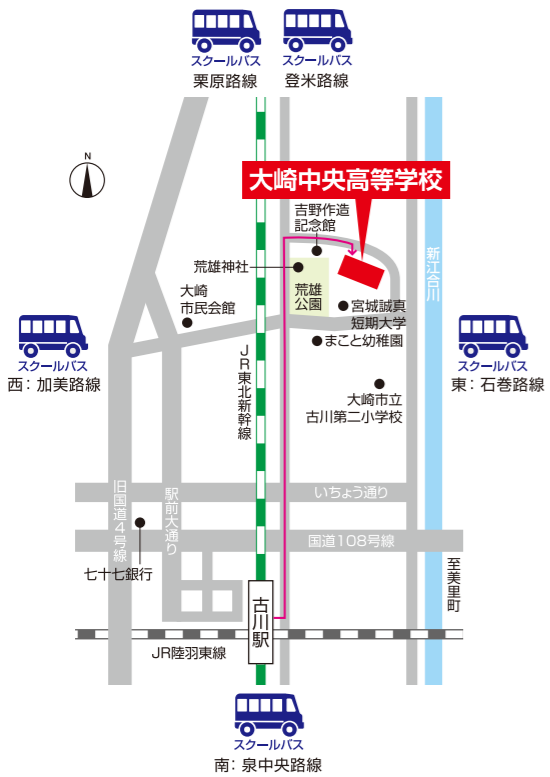 スクールバス
栗原路線
スクールバス
登米路線
N
大崎中央高等学校
吉野作造
記念館
荒雄神社
荒雄
公園
新江合川
大崎
市民会館
宮城誠真
短期大学
まこと幼稚園
スクールバス
西：加美路線
スクールバス
東：石巻路線
JR東北新幹線
大崎市立
古川第二小学校
旧国道4号線
駅前大通り
いちょう通り
国道108号線
七十七銀行
至美里町
古川駅
JR陸羽東線
スクールバス
南：泉中央路線